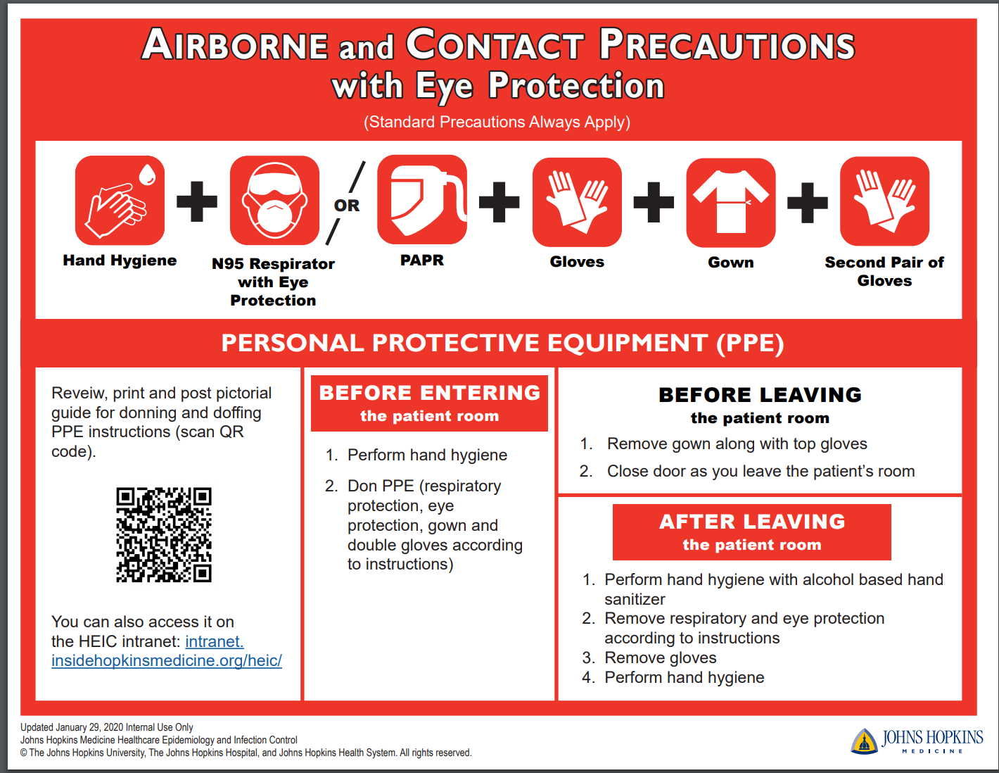 AIRBORNE and CONTACT PRECAUTIONS
with Eye Protection
(Standard Precautions Always Apply)
Hand Hygiene
N95 Respirator
with Eye
Protection
OR
PAPR
Gloves
Gown
Second Pair of
Gloves
PERSONAL PROTECTIVE EQUIPMENT (PPE)
Reveiw, print and post pictorial
guide for donning and doffing
PPE instructions (scan QR
code).
You can also access it on
the HEIC intranet: intranet.
insidehopkinsmedicine.org/heic/
BEFORE ENTERING
the patient room
1. Perform hand hygiene
2. Don PPE (respiratory
protection, eye
protection, gown and
double gloves according
to instructions)
BEFORE LEAVING
the patient room
1. Remove gown along with top gloves
2. Close door as you leave the patient's room
AFTER LEAVING
the patient room
1. Perform hand hygiene with alcohol based hand
sanitizer
2. Remove respiratory and eye protection
according to instructions
3. Remove gloves
4. Perform hand hygiene
Updated January 29, 2020 Internal Use Only
Johns Hopkins Medicine Healthcare Epidemiology and Infection Control
© The Johns Hopkins University, The Johns Hopkins Hospital, and Johns Hopkins Health System. All rights reserved.
JOHNS HOPKINS
MEDICINE